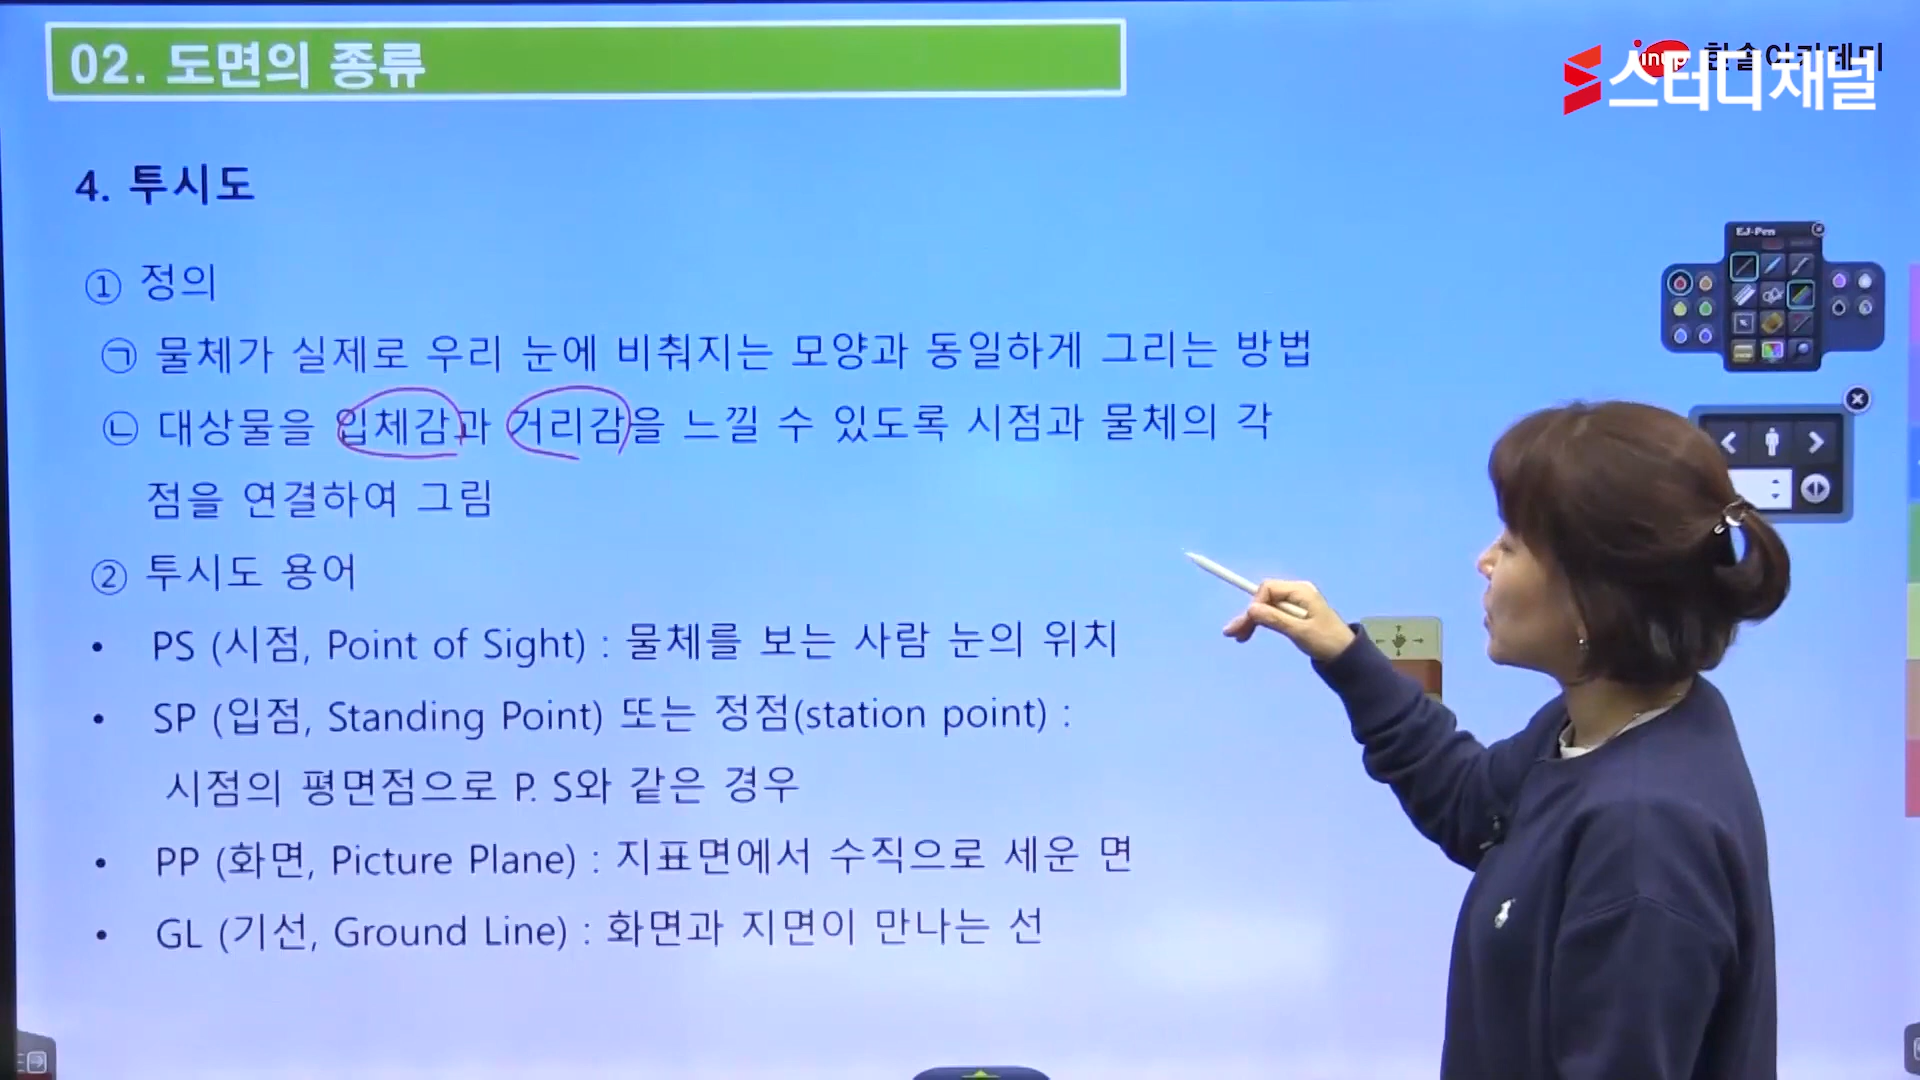 02. 도면의 종류
스터디채널
4. 투시도
① 정의
EJ-Pen
㉠ 물체가 실제로 우리 눈에 비춰지는 모양과 동일하게 그리는 방법
㉡ 대상물을 입체감과 거리감을 느낄 수 있도록 시점과 물체의 각
점을 연결하여 그림
② 투시도 용어
• PS (시점, Point of Sight) : 물체를 보는 사람 눈의 위치
• SP (입점, Standing Point) 또는 정점(station point) :
시점의 평면점으로 P. S와 같은 경우
• PP (화면, Picture Plane) : 지표면에서 수직으로 세운 면
• GL (기선, Ground Line) : 화면과 지면이 만나는 선